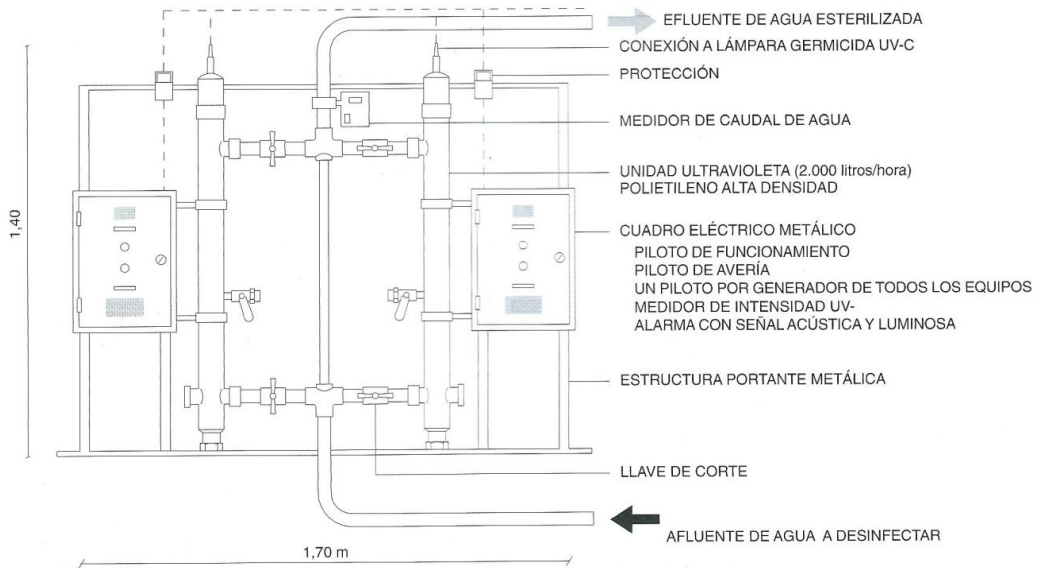 EFLUENTE DE AGUA ESTERILIZADA
CONEXIÓN A LÁMPARA GERMICIDA UV-C
PROTECCIÓN
MEDIDOR DE CAUDAL DE AGUA
UNIDAD ULTRAVIOLETA (2.000 litros/hora)
POLIETILENO ALTA DENSIDAD
CUADRO ELÉCTRICO METÁLICO
PILOTO DE FUNCIONAMIENTO
PILOTO DE AVERÍA
UN PILOTO POR GENERADOR DE TODOS LOS EQUIPOS
MEDIDOR DE INTENSIDAD UV-
ALARMA CON SEÑAL ACÚSTICA Y LUMINOSA
ESTRUCTURA PORTANTE METÁLICA
LLAVE DE CORTE
AFLUENTE DE AGUA A DESINFECTAR
1,40
1,70 m